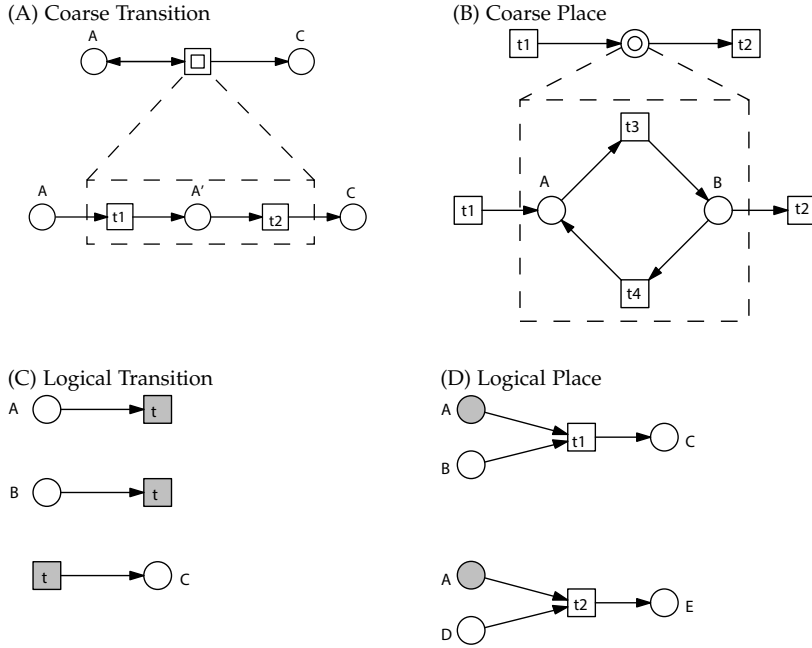 (A) Coarse Transition
A
C
A
A′
C
t1
t2
(B) Coarse Place
t1
t2
t3
A
B
t1
t2
t4
(C) Logical Transition
A
t
B
t
t
C
(D) Logical Place
A
t1
C
B
A
t2
E
D